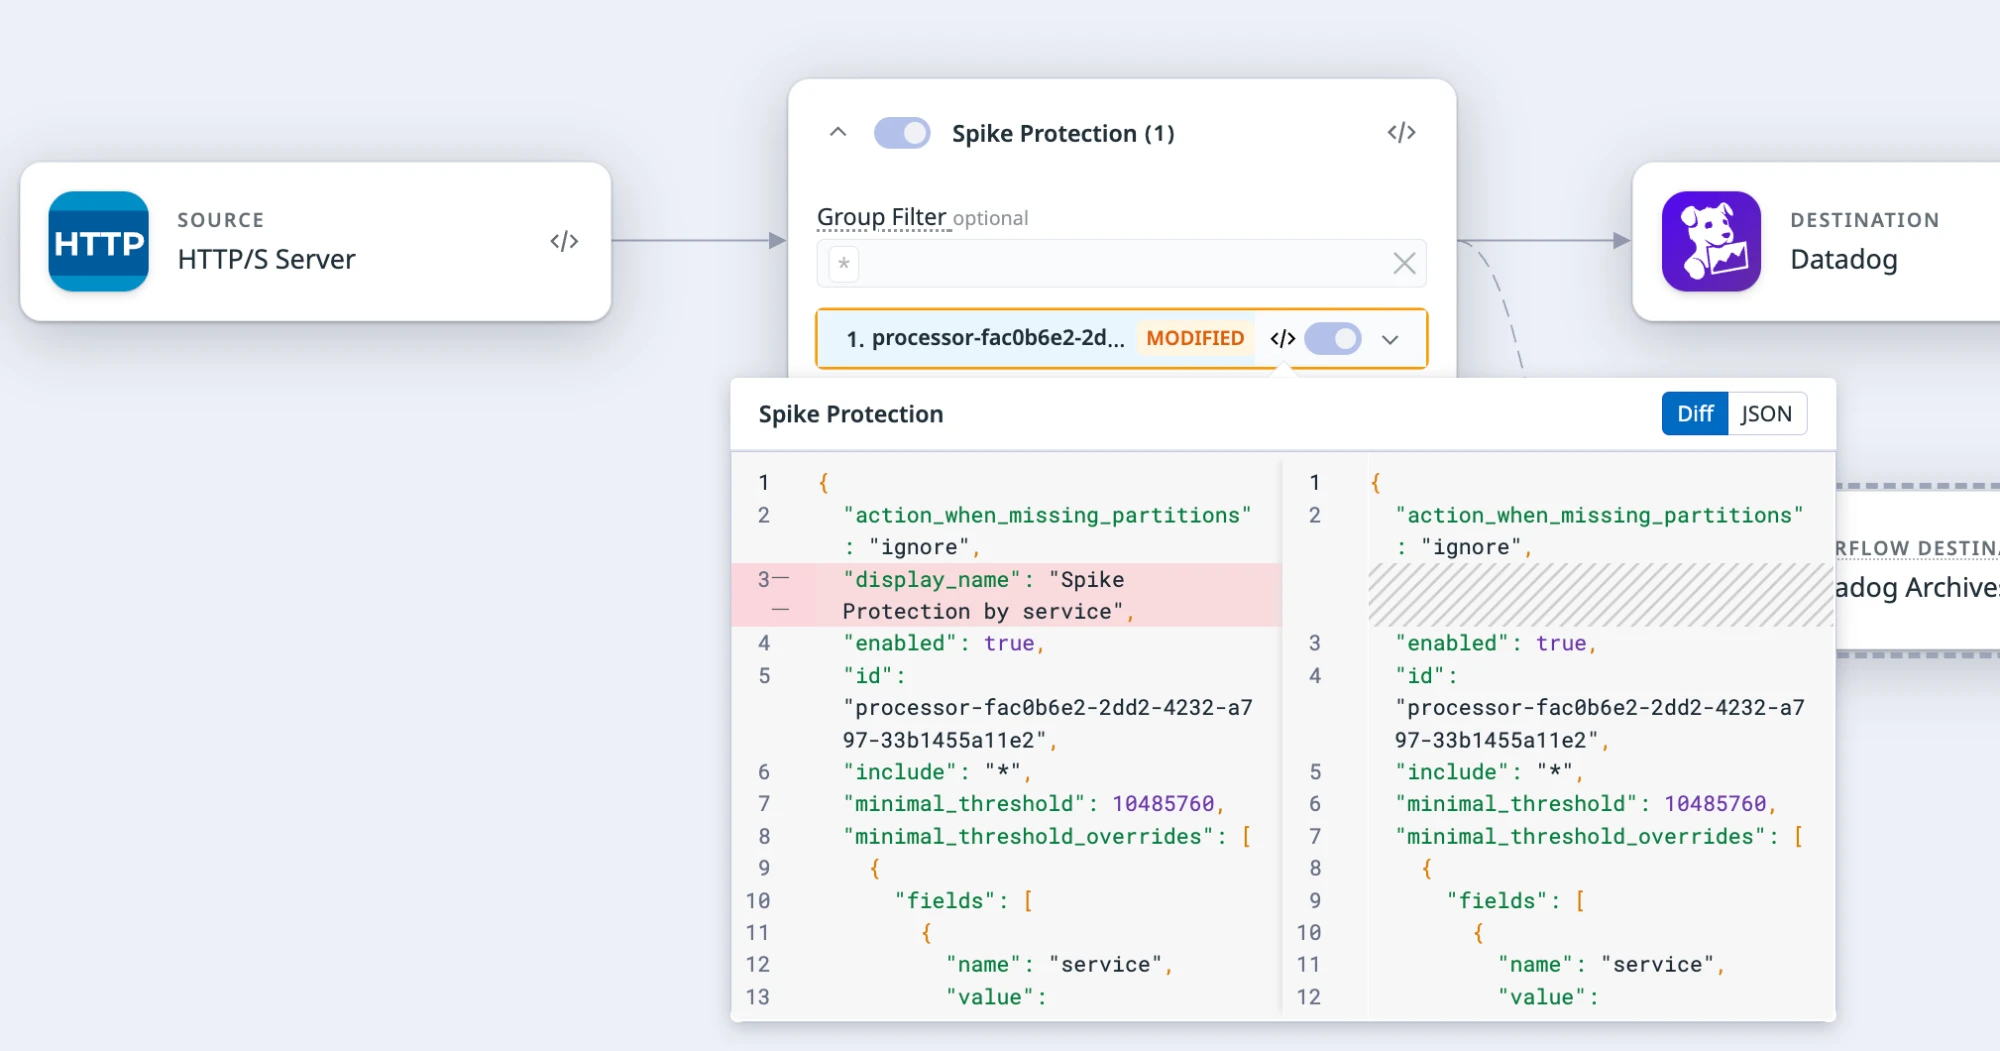 Spike Protection (1)
</>
HTTP
SOURCE
HTTP/S Server
</>
Group Filter optional
*
DESTINATION
Datadog
1. processor-fac0b6e2-2d... MODIFIED </>
Spike Protection
Diff JSON
1 {
2 "action_when_missing_partitions"
: "ignore",
3— "display_name": "Spike
— Protection by service",
4 "enabled": true,
5 "id":
"processor-fac0b6e2-2dd2-4232-a7
97-33b1455a11e2",
6 "include": "*",
7 "minimal_threshold": 10485760,
8 "minimal_threshold_overrides": [
9 {
10 "fields": [
11 {
12 "name": "service",
13 "value":
1 {
2 "action_when_missing_partitions"
: "ignore",
3 "enabled": true,
4 "id":
"processor-fac0b6e2-2dd2-4232-a7
97-33b1455a11e2",
5 "include": "*",
6 "minimal_threshold": 10485760,
7 "minimal_threshold_overrides": [
8 {
9 "fields": [
10 {
11 "name": "service",
12 "value":
RFLOW DESTINA
adog Archives